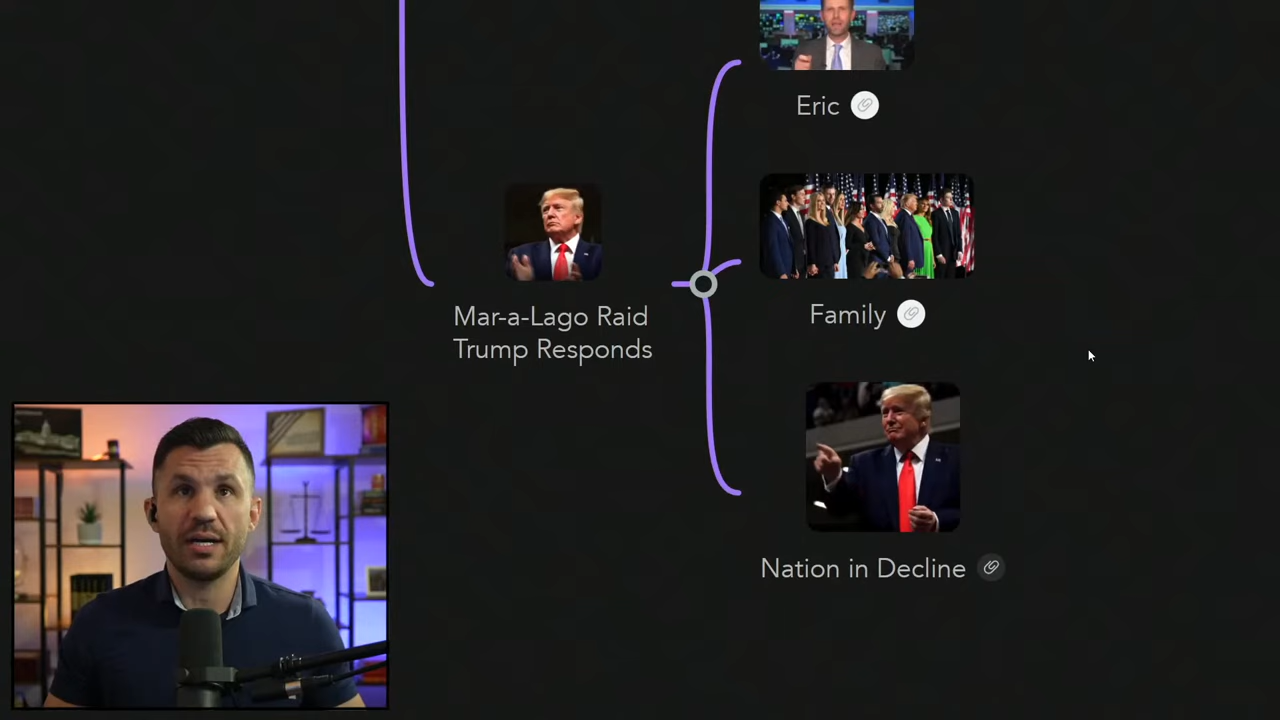 Eric
Family
Mar-a-Lago Raid
Trump Responds
Nation in Decline